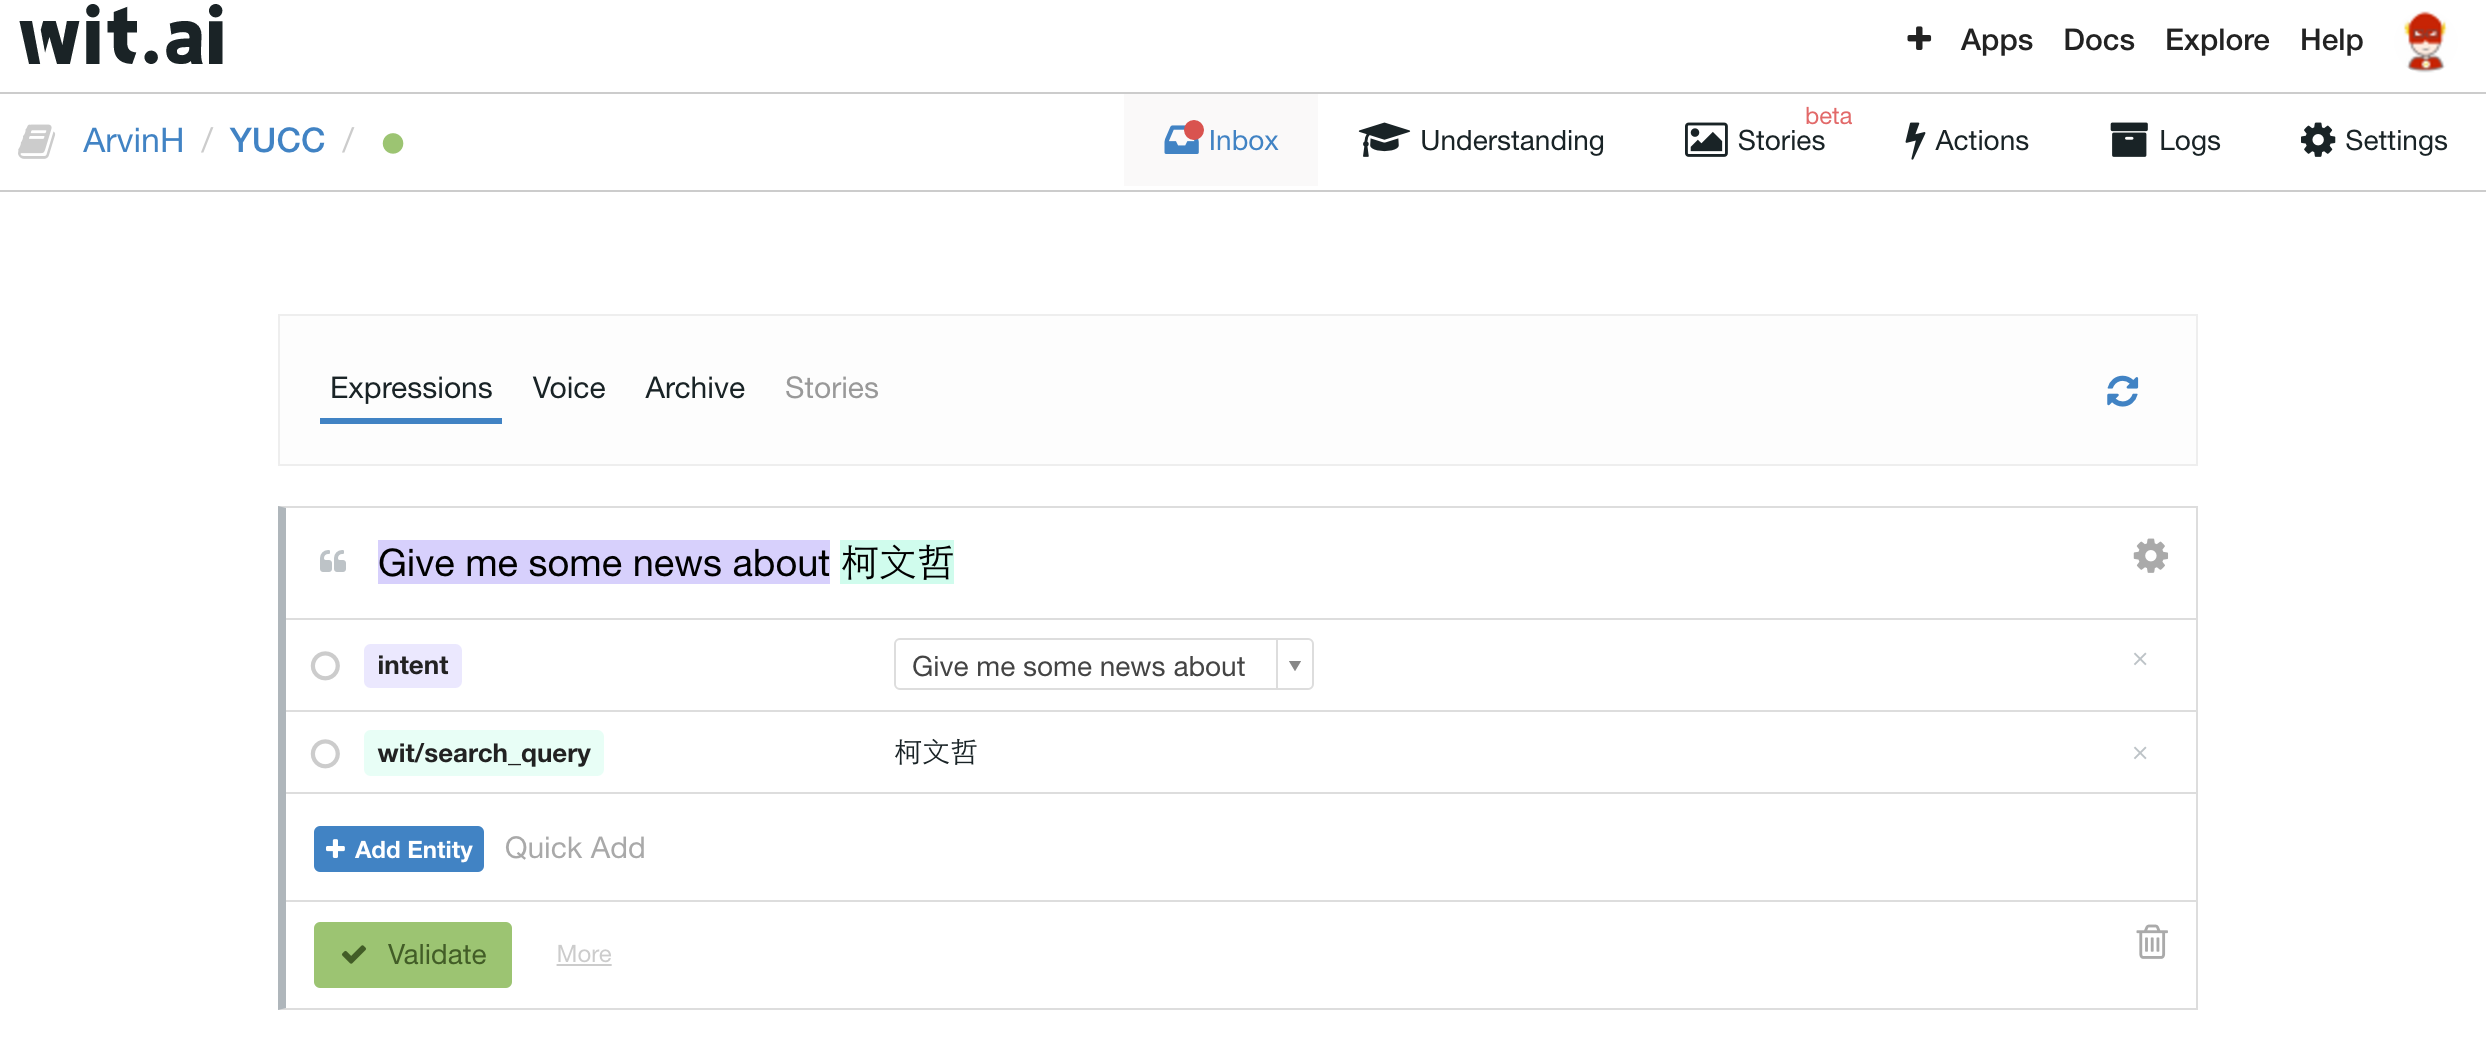 wit.ai
Apps Docs Explore Help
ArvinH / YUCC /
Inbox Understanding Stories beta Actions Logs Settings
Expressions Voice Archive Stories
Give me some news about 柯文哲
intent Give me some news about
wit/search_query 柯文哲
Add Entity Quick Add
Validate More